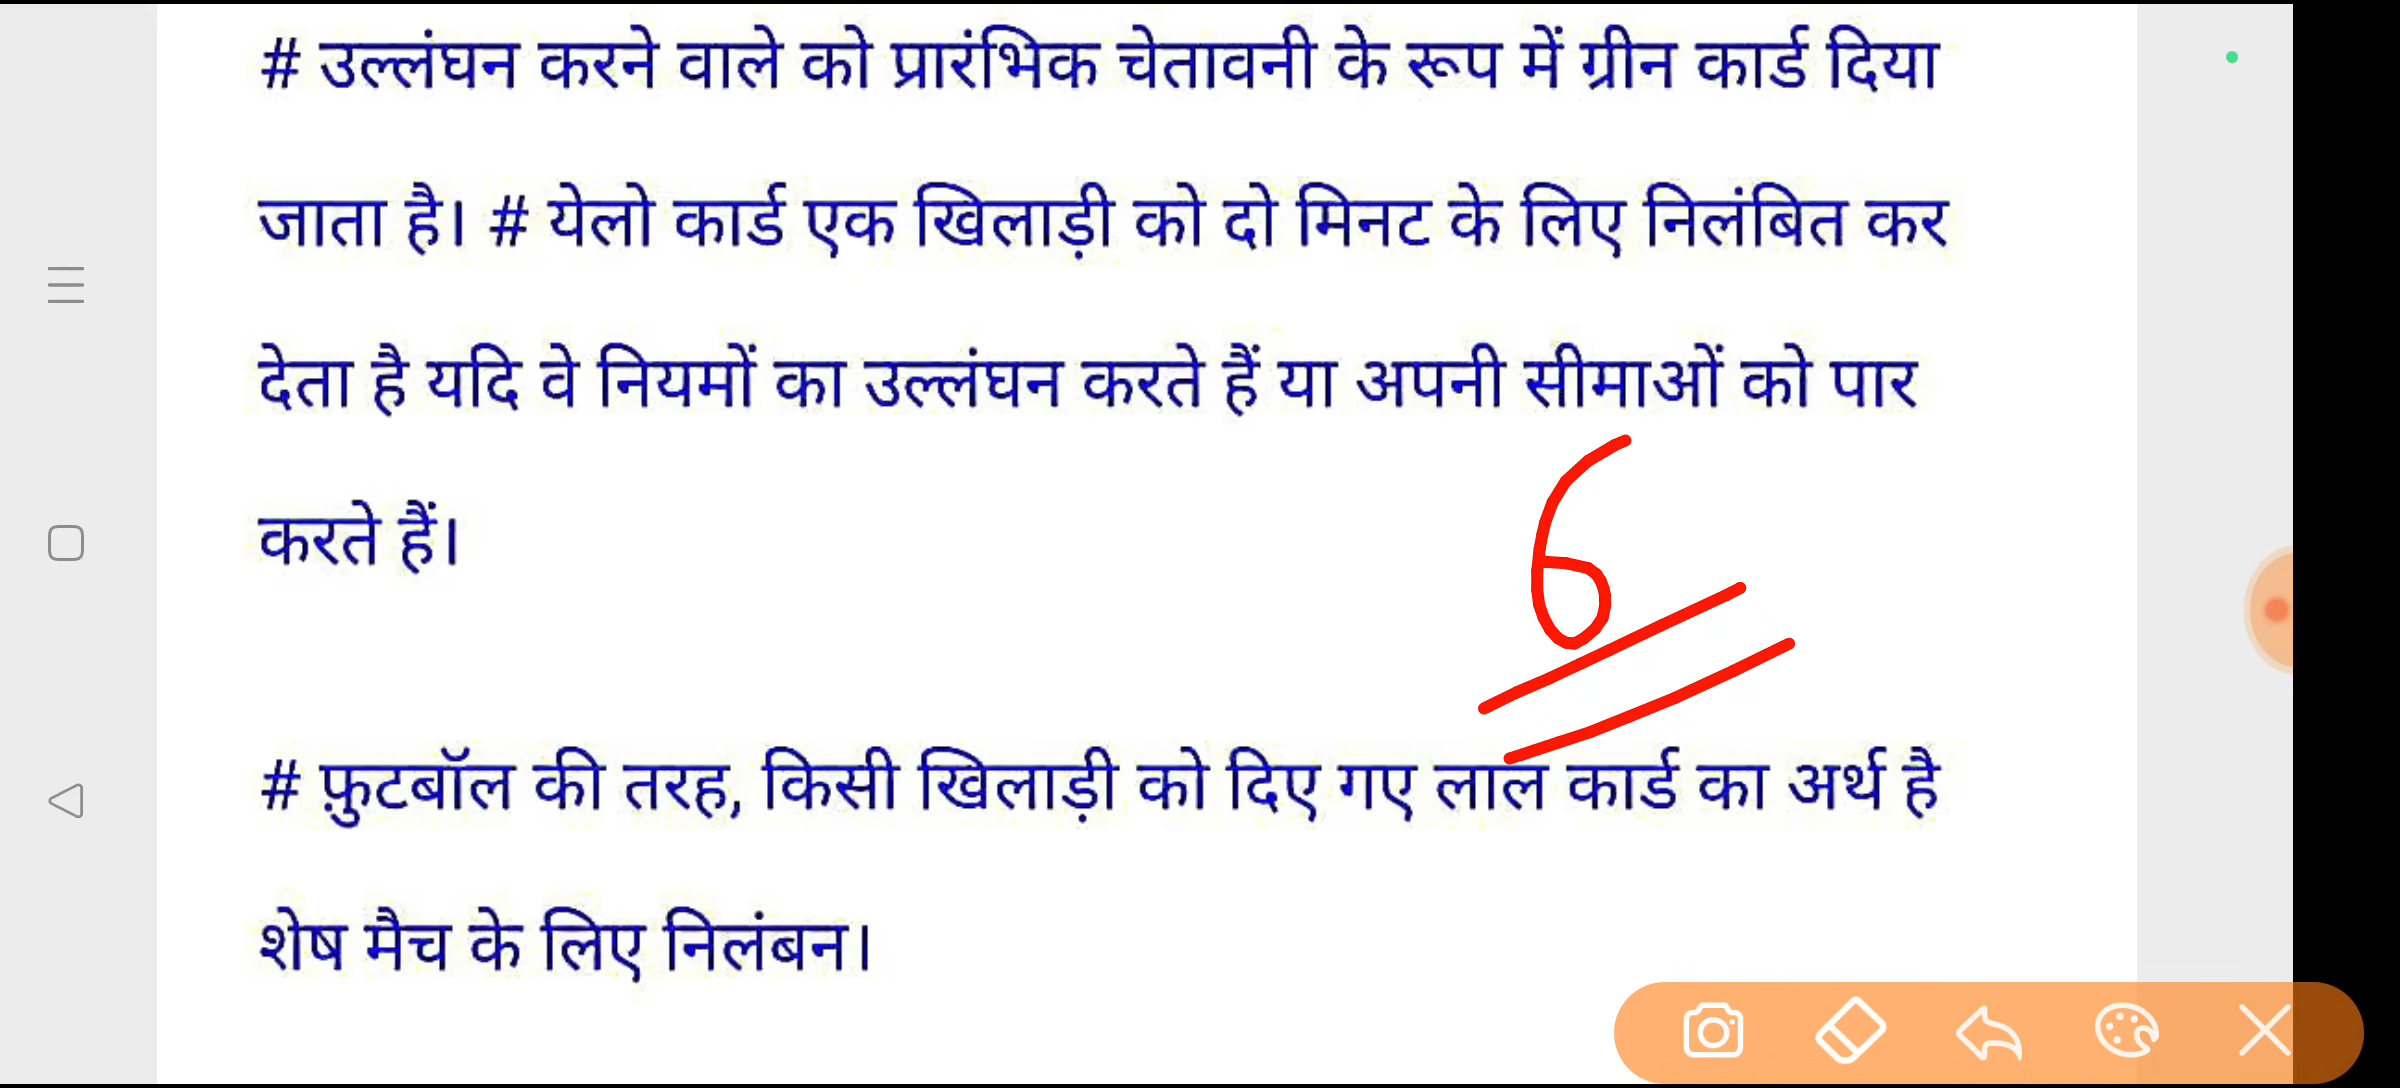 # उल्लंघन करने वाले को प्रारंभिक चेतावनी के रूप में ग्रीन कार्ड दिया
जाता है। # येलो कार्ड एक खिलाड़ी को दो मिनट के लिए निलंबित कर
देता है यदि वे नियमों का उल्लंघन करते हैं या अपनी सीमाओं को पार
करते हैं।
6
# फ़ुटबॉल की तरह, किसी खिलाड़ी को दिए गए लाल कार्ड का अर्थ है
शेष मैच के लिए निलंबन।